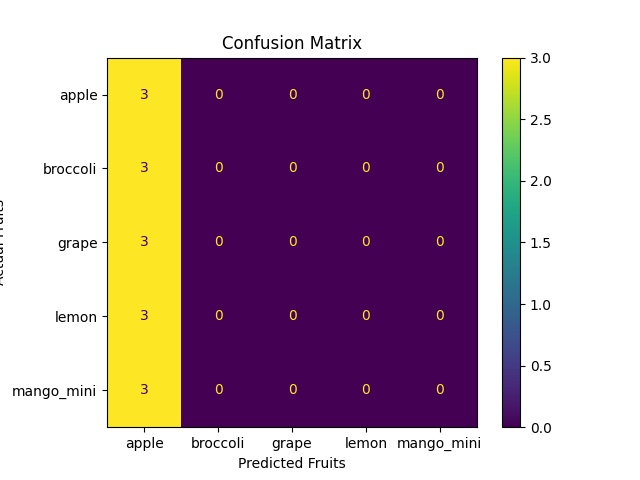 Confusion Matrix
apple 3 0 0 0 0
broccoli 3 0 0 0 0
grape 3 0 0 0 0
lemon 3 0 0 0 0
mango_mini 3 0 0 0 0
apple broccoli grape lemon mango_mini
Predicted Fruits
3.0
2.5
2.0
1.5
1.0
0.5
0.0